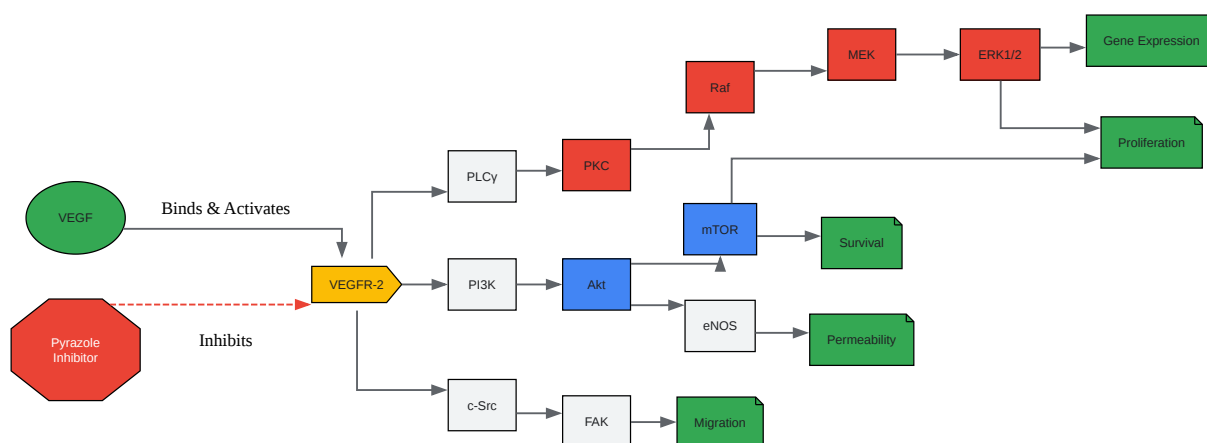 Gene Expression
MEK
ERK1/2
Raf
Proliferation
PLCγ
PKC
VEGF
Binds & Activates
mTOR
Survival
VEGFR-2
PI3K
Akt
eNOS
Permeability
Pyrazole
Inhibitor
Inhibits
c-Src
FAK
Migration